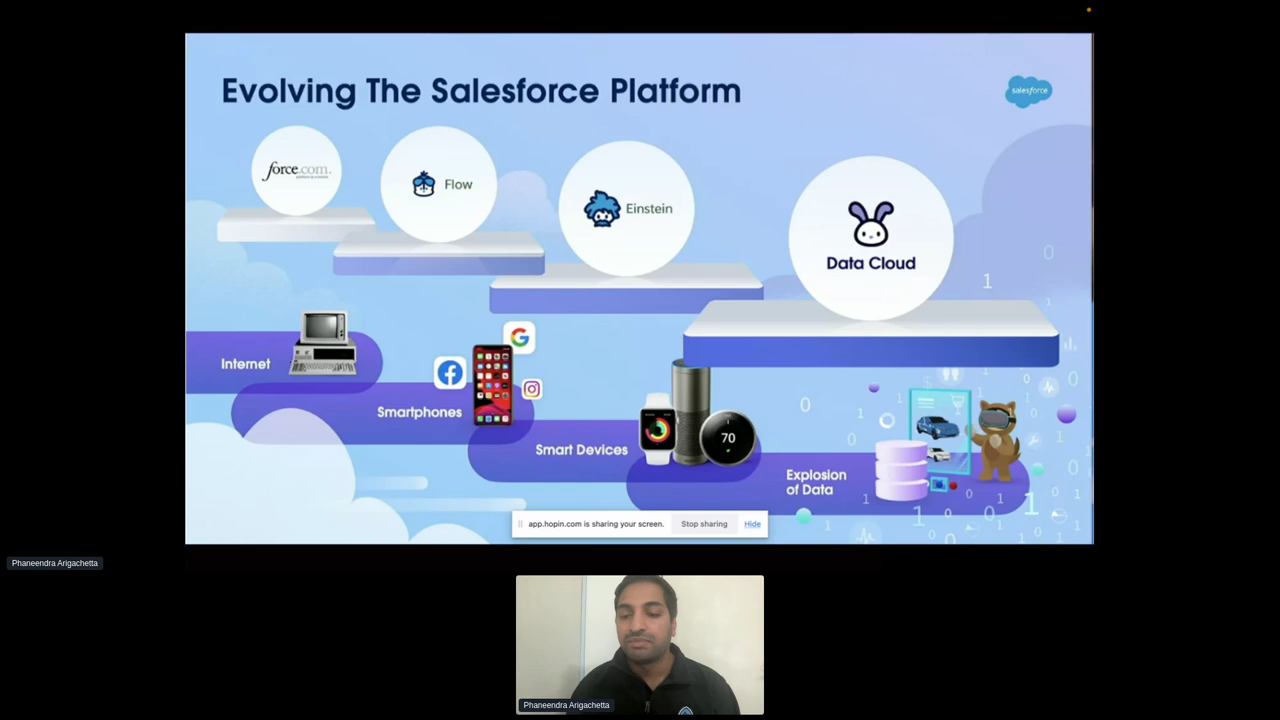 Evolving The Salesforce Platform
salesforce
force.com.
Flow
Einstein
Data Cloud
Internet
Smartphones
Smart Devices
70
Explosion
of Data
app.hopin.com is sharing your screen.
Stop sharing
Hide
Phaneendra Arigachetta
Phaneendra Arigachetta